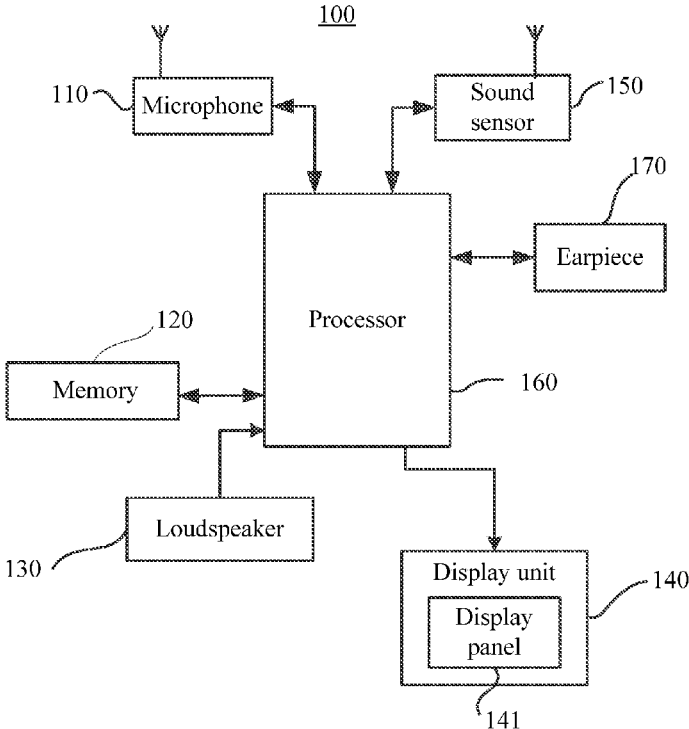 100
110
Microphone
Sound
sensor
150
170
Earpiece
Processor
120
Memory
160
Loudspeaker
130
Display unit
140
Display
panel
141